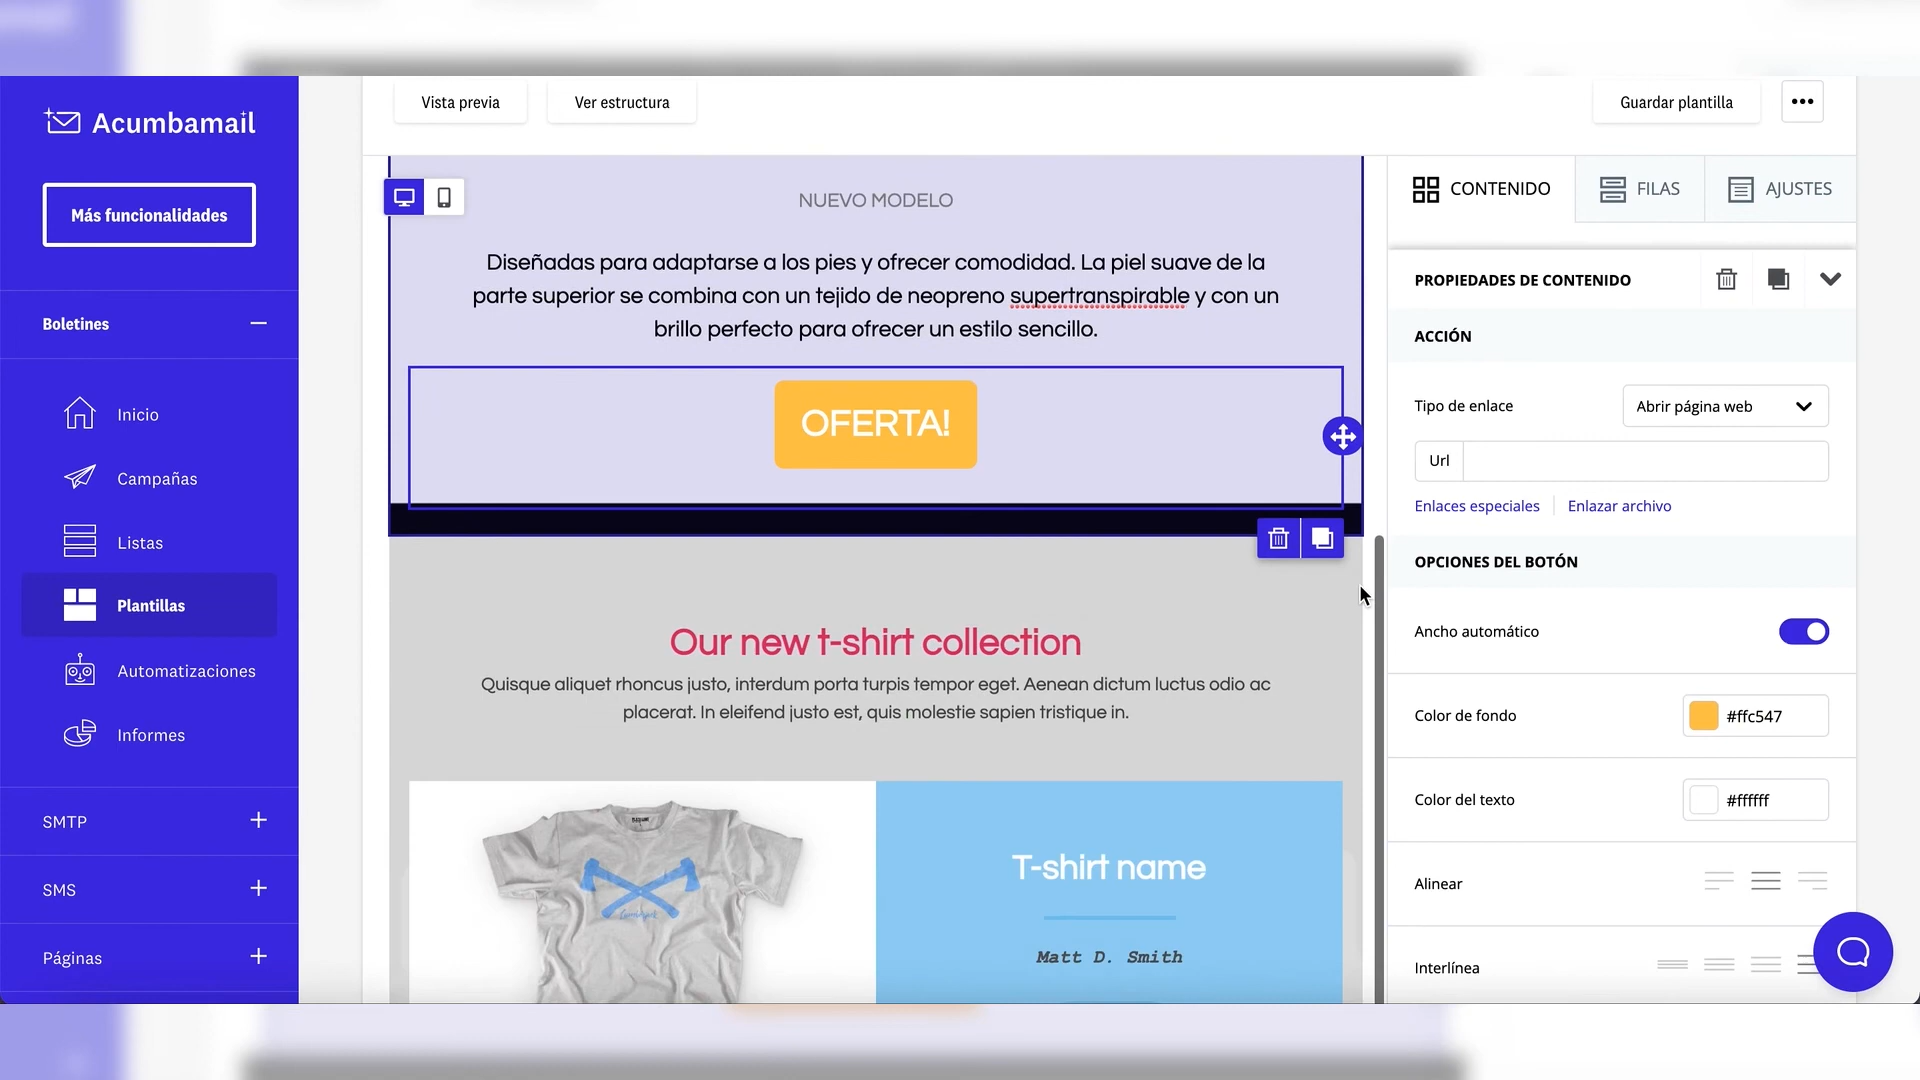 Acumbamail
Más funcionalidades
Boletines
Inicio
Campañas
Listas
Plantillas
Automatizaciones
Informes
SMTP
SMS
Páginas
Vista previa
Ver estructura
Guardar plantilla
NUEVO MODELO
Diseñadas para adaptarse a los pies y ofrecer comodidad. La piel suave de la
parte superior se combina con un tejido de neopreno supertranspirable y con un
brillo perfecto para ofrecer un estilo sencillo.
OFERTA!
Our new t-shirt collection
Quisque aliquet rhoncus justo, interdum porta turpis tempor eget. Aenean dictum luctus odio ac
placerat. In eleifend justo est, quis molestie sapien tristique in.
T-shirt name
Matt D. Smith
CONTENIDO
FILAS
AJUSTES
PROPIEDADES DE CONTENIDO
ACCIÓN
Tipo de enlace
Abrir página web
Url
Enlaces especiales
Enlazar archivo
OPCIONES DEL BOTÓN
Ancho automático
Color de fondo
#ffc547
Color del texto
#ffffff
Alinear
Interlínea